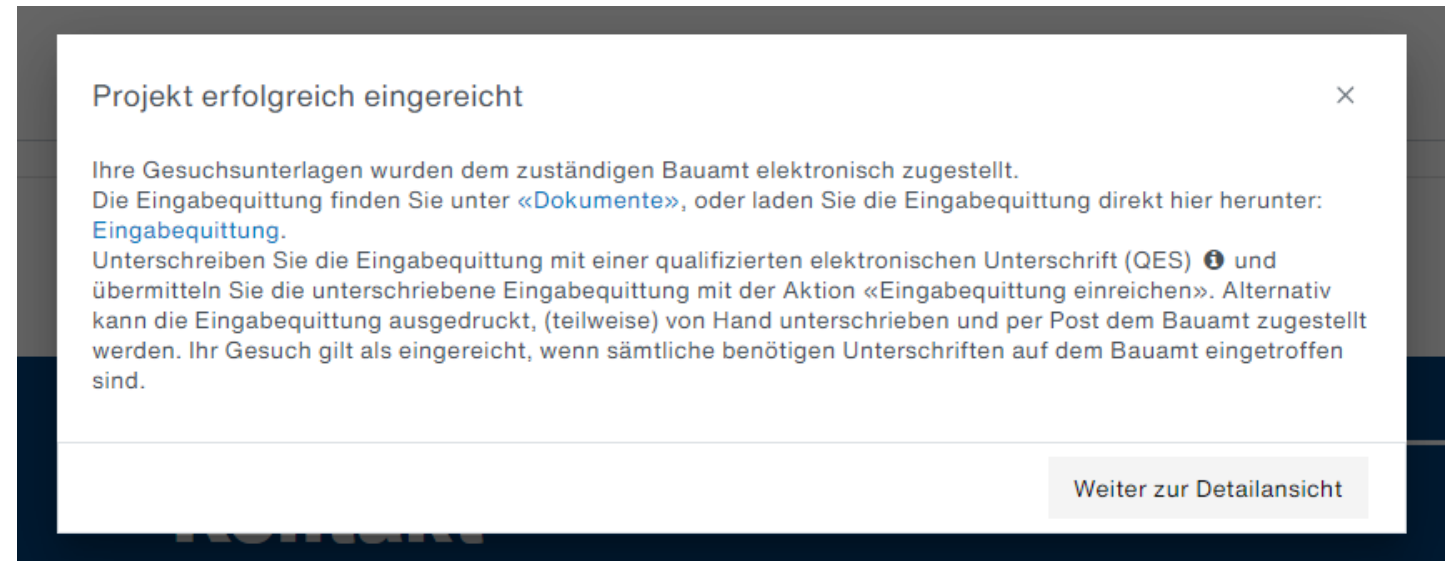 Projekt erfolgreich eingereicht
Ihre Gesuchsunterlagen wurden dem zuständigen Bauamt elektronisch zugestellt.
Die Eingabequittung finden Sie unter «Dokumente», oder laden Sie die Eingabequittung direkt hier herunter:
Eingabequittung.
Unterschreiben Sie die Eingabequittung mit einer qualifizierten elektronischen Unterschrift (QES) und
übermitteln Sie die unterschriebene Eingabequittung mit der Aktion «Eingabequittung einreichen». Alternativ
kann die Eingabequittung ausgedruckt, (teilweise) von Hand unterschrieben und per Post dem Bauamt zugestellt
werden. Ihr Gesuch gilt als eingereicht, wenn sämtliche benötigen Unterschriften auf dem Bauamt eingetroffen
sind.
Weiter zur Detailansicht
Kontakt